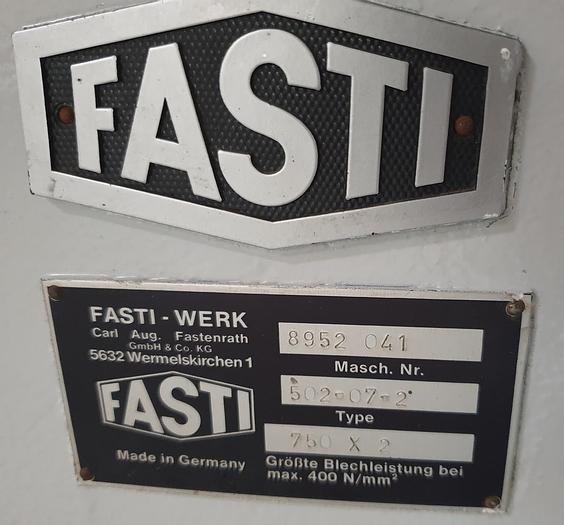 FASTI
FASTI - WERK
Carl Aug. Fastenrath
GmbH & Co. KG
5632 Wermelskirchen 1
FASTI
Made in Germany
8952 041
Masch. Nr.
502-07-2
Type
750 X 2
Größte Blechleistung bei
max. 400 N/mm²